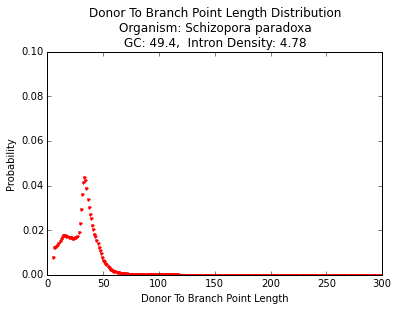 Donor To Branch Point Length Distribution
Organism: Schizopora paradoxa
GC: 49.4,  Intron Density: 4.78
0.10
0.08
0.06
0.04
0.02
0.00
Probability
0 50 100 150 200 250 300
Donor To Branch Point Length